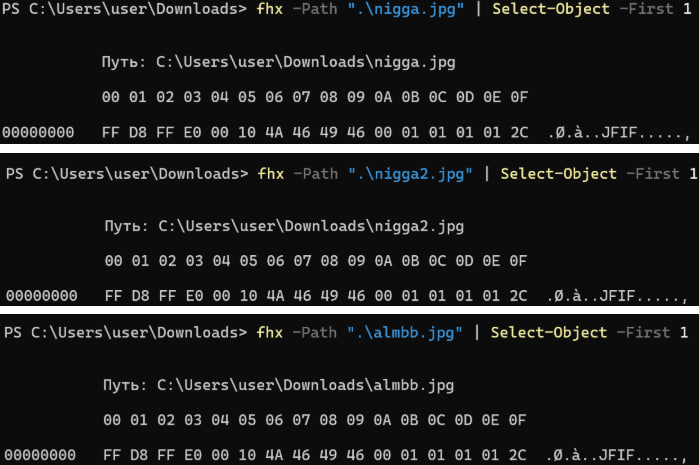 PS C:\Users\user\Downloads> fhx -Path ".\nigga.jpg" | Select-Object -First 1
Путь: C:\Users\user\Downloads\nigga.jpg
00 01 02 03 04 05 06 07 08 09 0A 0B 0C 0D 0E 0F
00000000 FF D8 FF E0 00 10 4A 46 49 46 00 01 01 01 01 2C .Ø.à..JFIF.....,
PS C:\Users\user\Downloads> fhx -Path ".\nigga2.jpg" | Select-Object -First 1
Путь: C:\Users\user\Downloads\nigga2.jpg
00 01 02 03 04 05 06 07 08 09 0A 0B 0C 0D 0E 0F
00000000 FF D8 FF E0 00 10 4A 46 49 46 00 01 01 01 01 2C .Ø.à..JFIF.....,
PS C:\Users\user\Downloads> fhx -Path ".\almbb.jpg" | Select-Object -First 1
Путь: C:\Users\user\Downloads\almbb.jpg
00 01 02 03 04 05 06 07 08 09 0A 0B 0C 0D 0E 0F
00000000 FF D8 FF E0 00 10 4A 46 49 46 00 01 01 01 01 2C .Ø.à..JFIF.....,